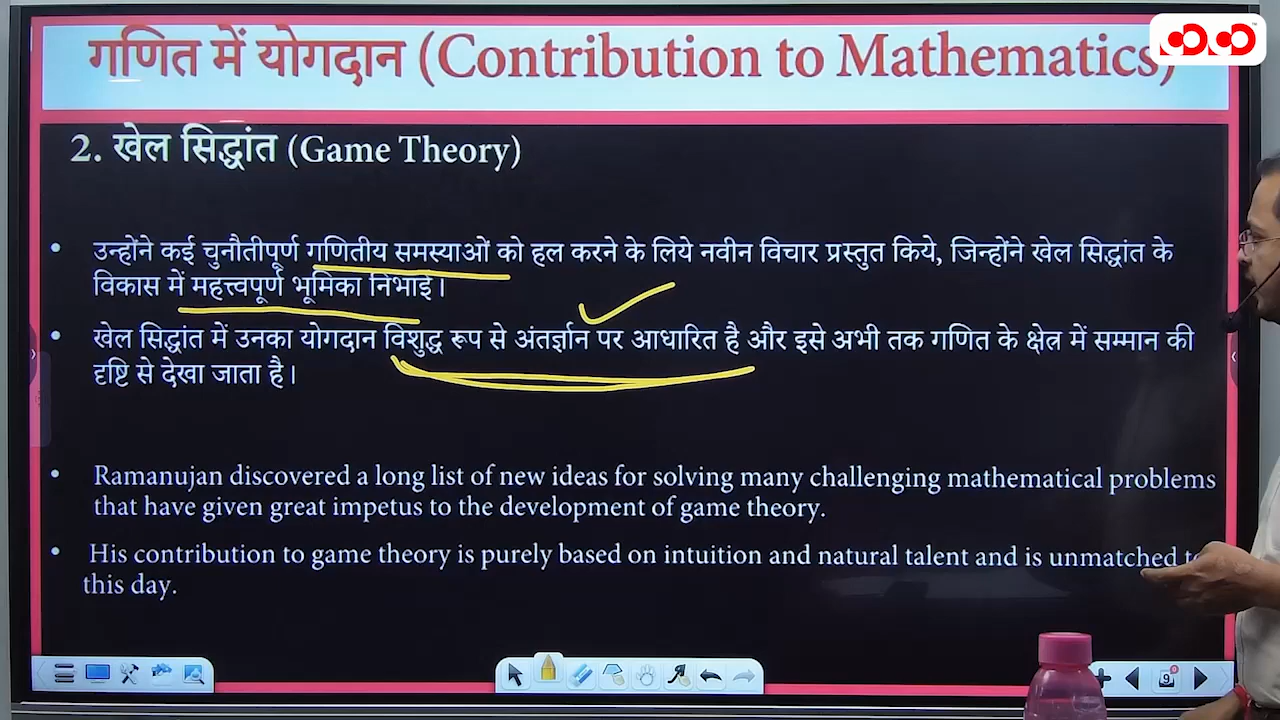 गणित में योगदान (Contribution to Mathematics)
2. खेल सिद्धांत (Game Theory)
• उन्होंने कई चुनौतीपूर्ण गणितीय समस्याओं को हल करने के लिये नवीन विचार प्रस्तुत किये, जिन्होंने खेल सिद्धांत के
विकास में महत्त्वपूर्ण भूमिका निभाई।
• खेल सिद्धांत में उनका योगदान विशुद्ध रूप से अंतर्ज्ञान पर आधारित है और इसे अभी तक गणित के क्षेत्र में सम्मान की
दृष्टि से देखा जाता है।
• Ramanujan discovered a long list of new ideas for solving many challenging mathematical problems
that have given great impetus to the development of game theory.
• His contribution to game theory is purely based on intuition and natural talent and is unmatched
this day.
9